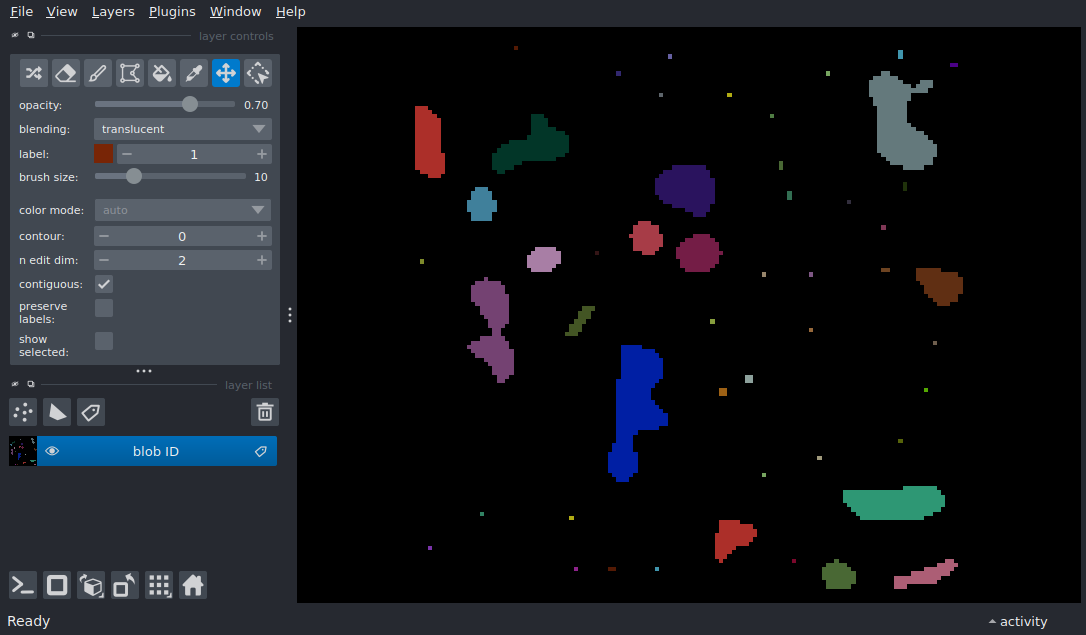 File View Layers Plugins Window Help
layer controls
opacity: 0.70
blending: translucent
label: 1
brush size: 10
color mode: auto
contour: 0
n edit dim: 2
contiguous:
preserve
labels:
show
selected:
layer list
blob ID
Ready
activity